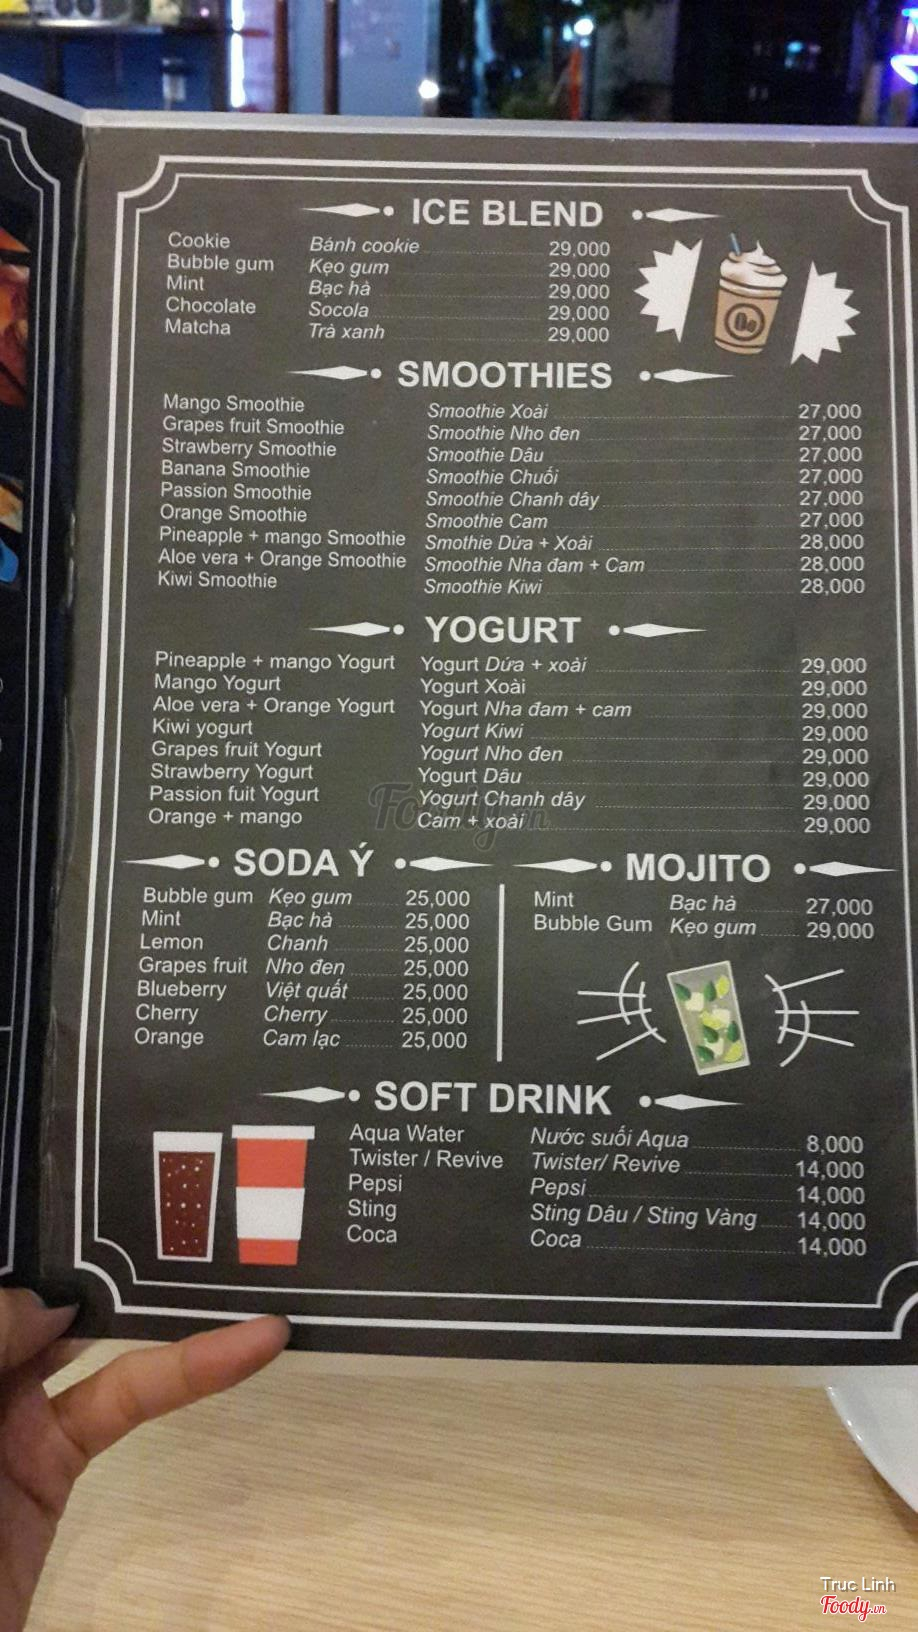 ICE BLEND
Cookie Bánh cookie 29,000
Bubble gum Kẹo gum 29,000
Mint Bạc hà 29,000
Chocolate Socola 29,000
Matcha Trà xanh 29,000
SMOOTHIES
Mango Smoothie Smoothie Xoài 27,000
Grapes fruit Smoothie Smoothie Nho đen 27,000
Strawberry Smoothie Smoothie Dâu 27,000
Banana Smoothie Smoothie Chuối 27,000
Passion Smoothie Smoothie Chanh dây 27,000
Orange Smoothie Smoothie Cam 27,000
Pineapple + mango Smoothie Smothie Dứa + Xoài 28,000
Aloe vera + Orange Smoothie Smoothie Nha đam + Cam 28,000
Kiwi Smoothie Smoothie Kiwi 28,000
YOGURT
Pineapple + mango Yogurt Yogurt Dứa + xoài 29,000
Mango Yogurt Yogurt Xoài 29,000
Aloe vera + Orange Yogurt Yogurt Nha đam + cam 29,000
Kiwi yogurt Yogurt Kiwi 29,000
Grapes fruit Yogurt Yogurt Nho đen 29,000
Strawberry Yogurt Yogurt Dâu 29,000
Passion fuit Yogurt Yogurt Chanh dây 29,000
Orange + mango Cam + xoài 29,000
Foody.vn
SODA Ý
Bubble gum Kẹo gum 25,000
Mint Bạc hà 25,000
Lemon Chanh 25,000
Grapes fruit Nho đen 25,000
Blueberry Việt quất 25,000
Cherry Cherry 25,000
Orange Cam lạc 25,000
MOJITO
Mint Bạc hà 27,000
Bubble Gum Kẹo gum 29,000
SOFT DRINK
Aqua Water Nước suối Aqua 8,000
Twister / Revive Twister/ Revive 14,000
Pepsi Pepsi 14,000
Sting Sting Dâu / Sting Vàng 14,000
Coca Coca 14,000
Truc Linh
Foody.vn